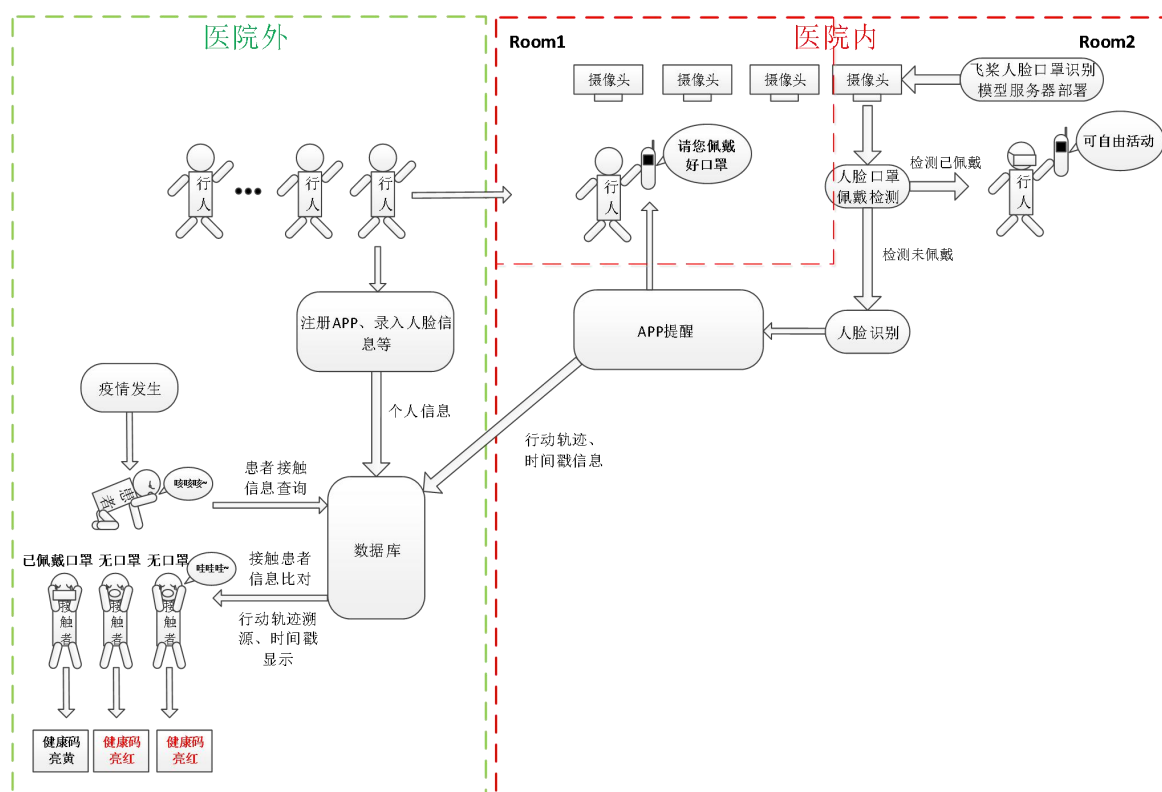 医院外
医院内
Room1
Room2
摄像头
摄像头
摄像头
摄像头
飞桨人脸口罩识别
模型服务器部署
请您佩戴
好口罩
可自由活动
行
人
行
人
行
人
行
人
行
人
人脸口罩
佩戴检测
检测已佩戴
检测未佩戴
注册APP、录入人脸信
息等
APP提醒
人脸识别
疫情发生
个人信息
行动轨迹、
时间戳信息
患者
咳咳咳~
患者接触
信息查询
数据库
已佩戴口罩
无口罩
无口罩
哇哇哇~
接触患者
信息比对
接
触
者
接
触
者
接
触
者
行动轨迹溯
源、时间戳
显示
健康码
亮黄
健康码
亮红
健康码
亮红